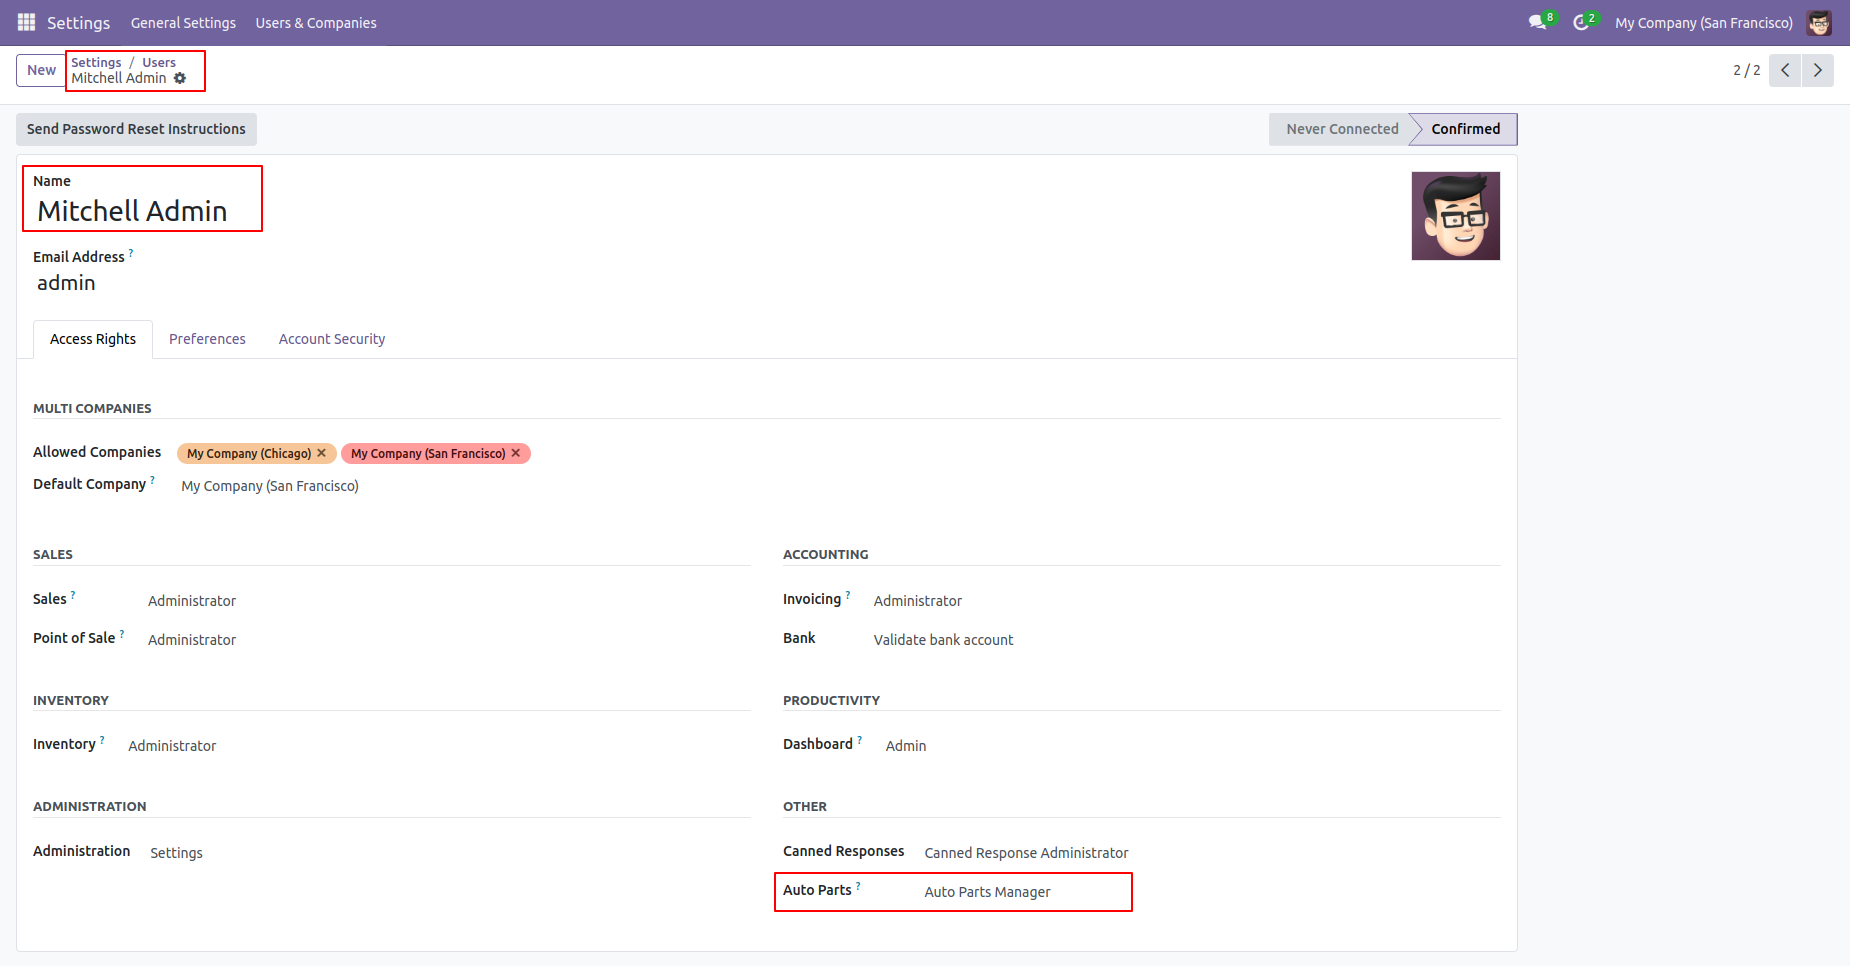 Settings General Settings Users & Companies 8 2 My Company (San Francisco)
New Settings / Users 2 / 2
Mitchell Admin
Send Password Reset Instructions Never Connected Confirmed
Name
Mitchell Admin
Email Address ?
admin
Access Rights Preferences Account Security
MULTI COMPANIES
Allowed Companies My Company (Chicago) × My Company (San Francisco) ×
Default Company ? My Company (San Francisco)
SALES ACCOUNTING
Sales ? Administrator Invoicing ? Administrator
Point of Sale ? Administrator Bank Validate bank account
INVENTORY PRODUCTIVITY
Inventory ? Administrator Dashboard ? Admin
ADMINISTRATION OTHER
Administration Settings Canned Responses Canned Response Administrator
Auto Parts ? Auto Parts Manager